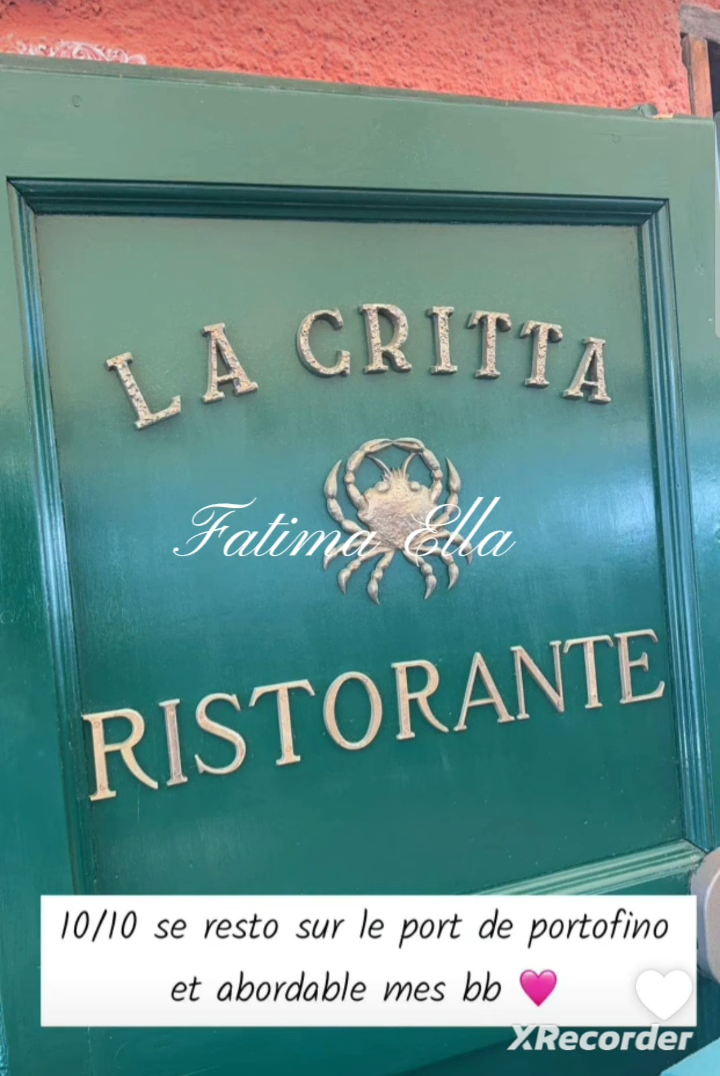 LA CRITTA
Fatima Ella
RISTORANTE
10/10 se resto sur le port de portofino
et abordable mes bb 🩷
XRecorder